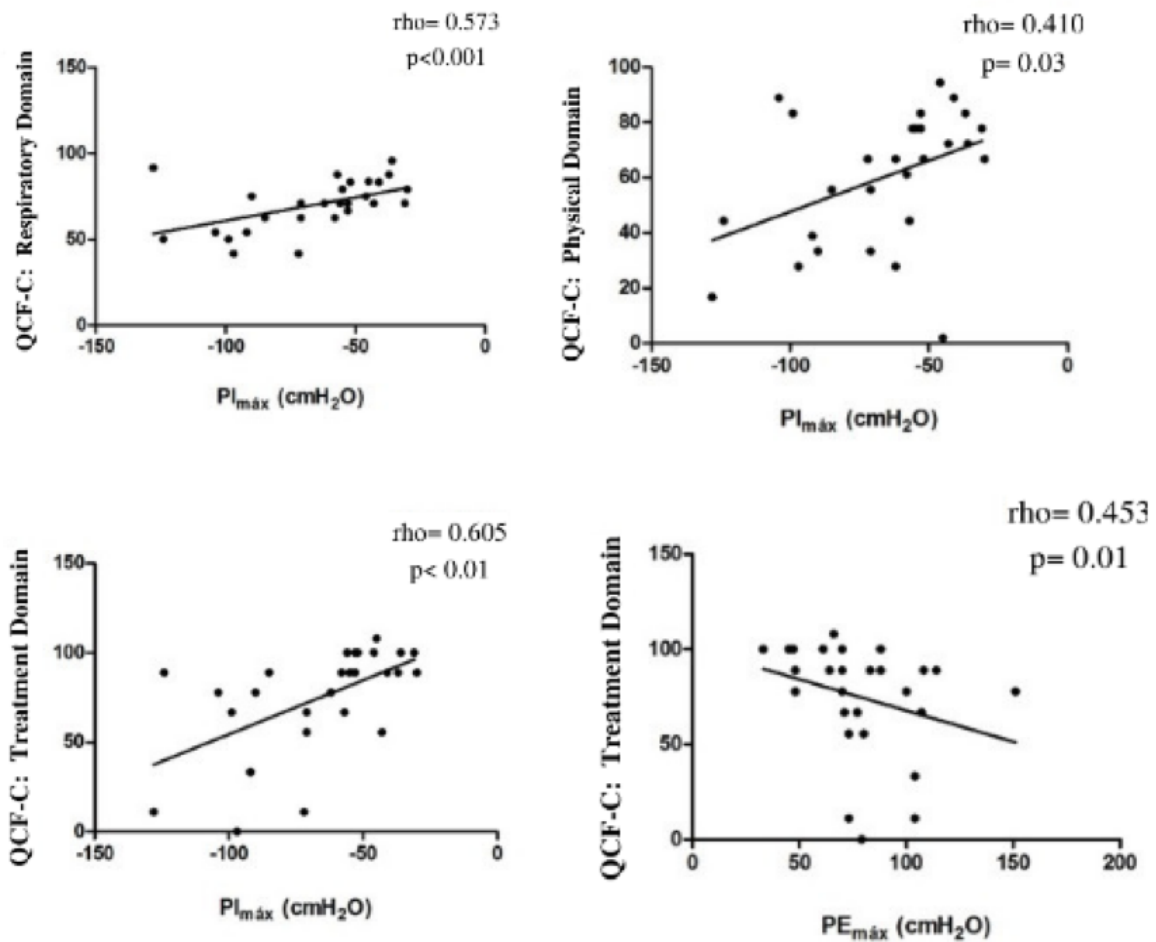 rho= 0.573
p<0.001
QCF-C: Respiratory Domain
150
100
50
0
-150
-100
-50
0
PImáx (cmH2O)
rho= 0.410
p= 0.03
QCF-C: Physical Domain
100
80
60
40
20
0
-150
-100
-50
0
PImáx (cmH2O)
rho= 0.605
p< 0.01
QCF-C: Treatment Domain
150
100
50
0
-150
-100
-50
0
PImáx (cmH2O)
rho= 0.453
p= 0.01
QCF-C: Treatment Domain
150
100
50
0
0
50
100
150
200
PEmáx (cmH2O)